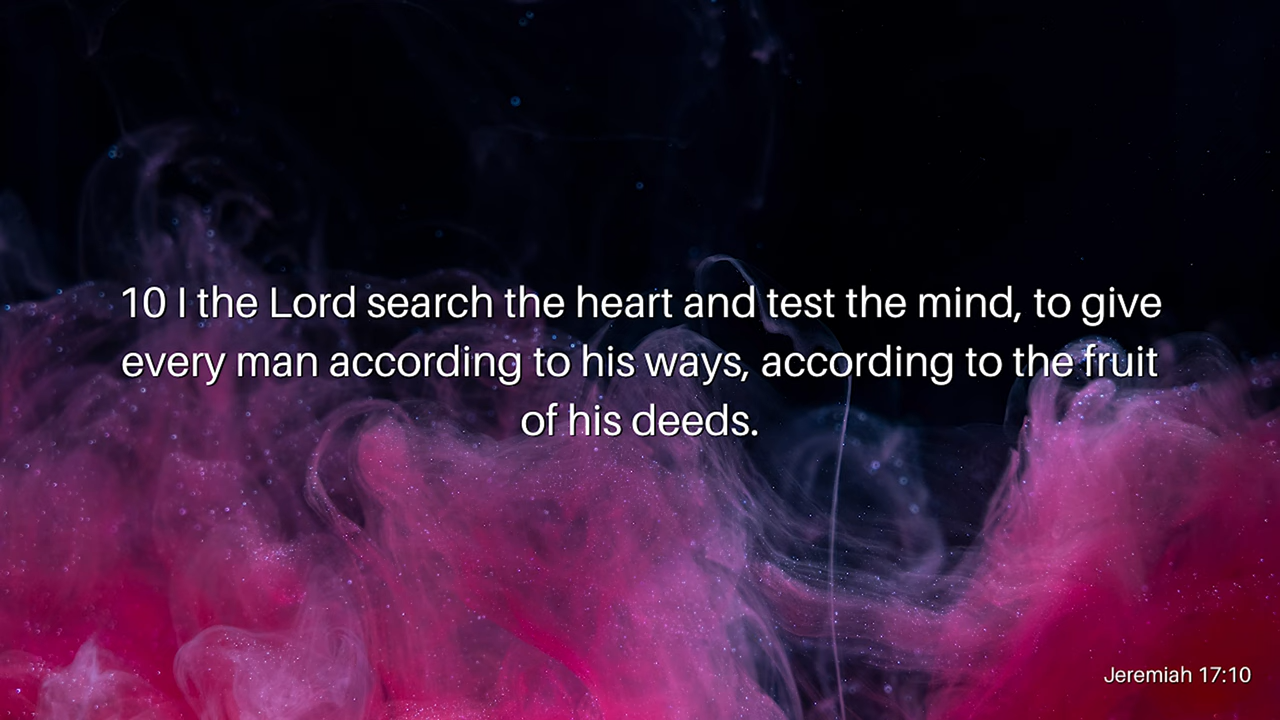 10 I the Lord search the heart and test the mind, to give
every man according to his ways, according to the fruit
of his deeds.
Jeremiah 17:10